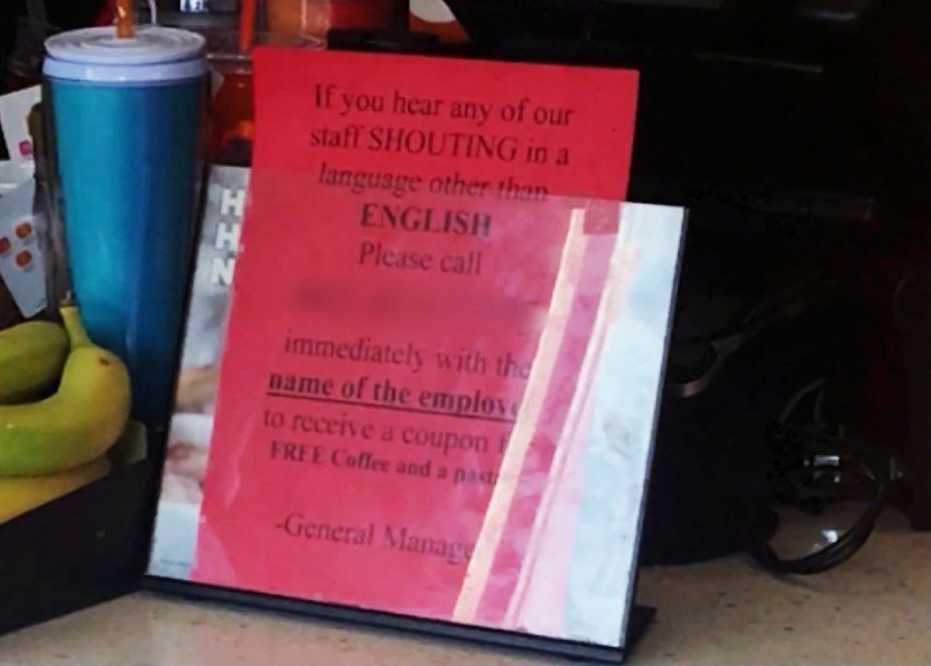 If you hear any of our
staff SHOUTING in a
language other than
ENGLISH
Please call
immediately with the
name of the employe
to receive a coupon f
FREE Coffee and a past
-General Manage
H
H
N